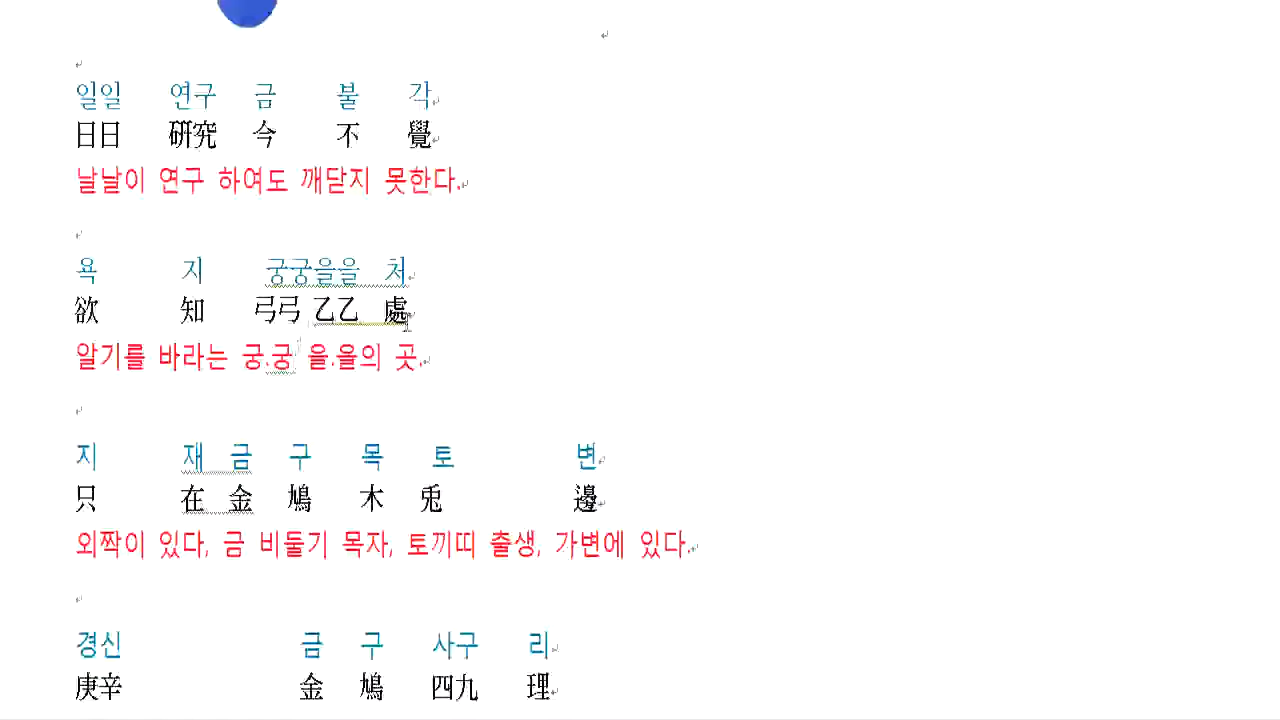 일일 연구 금 불 각
日日 硏究 今 不 覺
날날이 연구 하여도 깨닫지 못한다.
욕 지 궁궁을을 처
欲 知 弓弓 乙乙 處
알기를 바라는 궁.궁 을.을의 곳.
지 재 금 구 목 토 변
只 在 金 鳩 木 兎 邊
외짝이 있다, 금 비둘기 목자, 토끼띠 출생, 가변에 있다.
경신 금 구 사구 리
庚辛 金 鳩 四九 理